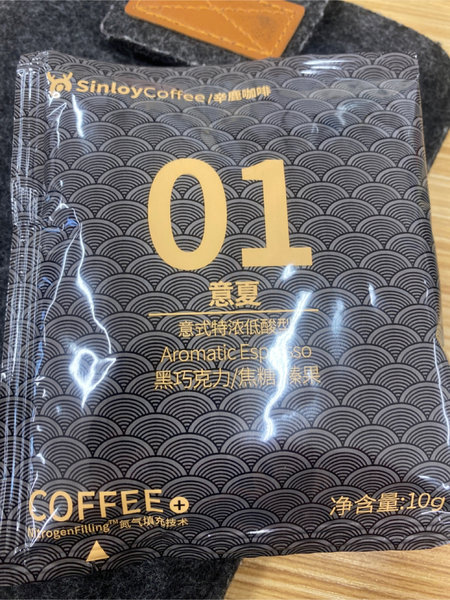 SinloyCoffee/辛鹿咖啡
01
意夏
意式特浓低酸型
Aromatic Espresso
黑巧克力/焦糖/榛果
COFFEE+
NitrogenFilling™氮气填充技术
净含量:10g